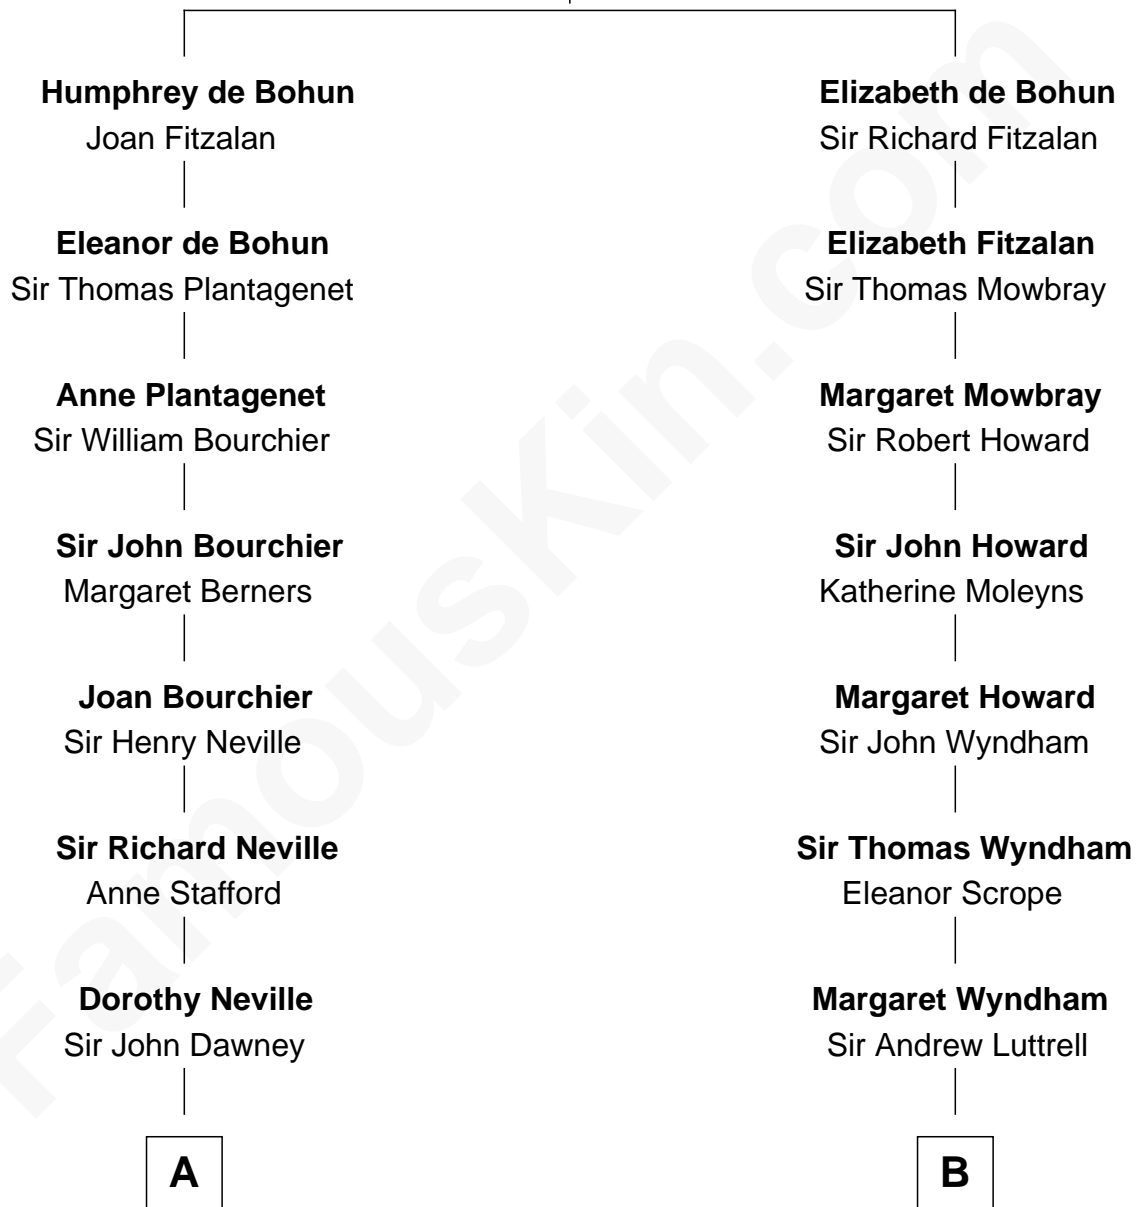 Humphrey de Bohun
Joan Fitzalan
Eleanor de Bohun
Sir Thomas Plantagenet
Anne Plantagenet
Sir William Bourchier
Sir John Bourchier
Margaret Berners
Joan Bourchier
Sir Henry Neville
Sir Richard Neville
Anne Stafford
Dorothy Neville
Sir John Dawney
A
Elizabeth de Bohun
Sir Richard Fitzalan
Elizabeth Fitzalan
Sir Thomas Mowbray
Margaret Mowbray
Sir Robert Howard
Sir John Howard
Katherine Moleyns
Margaret Howard
Sir John Wyndham
Sir Thomas Wyndham
Eleanor Scrope
Margaret Wyndham
Sir Andrew Luttrell
B
FamousKin.com